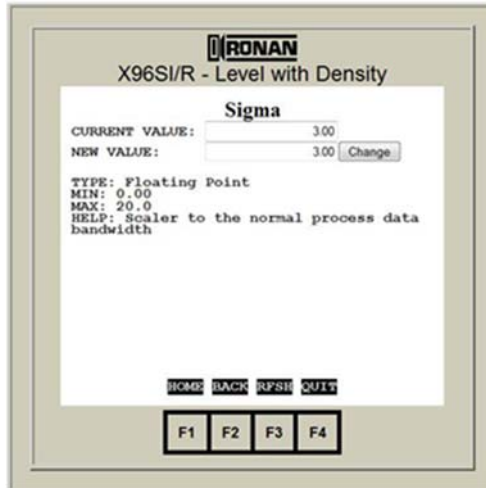 RONAN
X96SI/R - Level with Density
Sigma
CURRENT VALUE: 3.00
NEW VALUE: 3.00 Change
TYPE: Floating Point
MIN: 0.00
MAX: 20.0
HELP: Scaler to the normal process data
bandwidth
HOME BACK RFSH QUIT
F1 F2 F3 F4